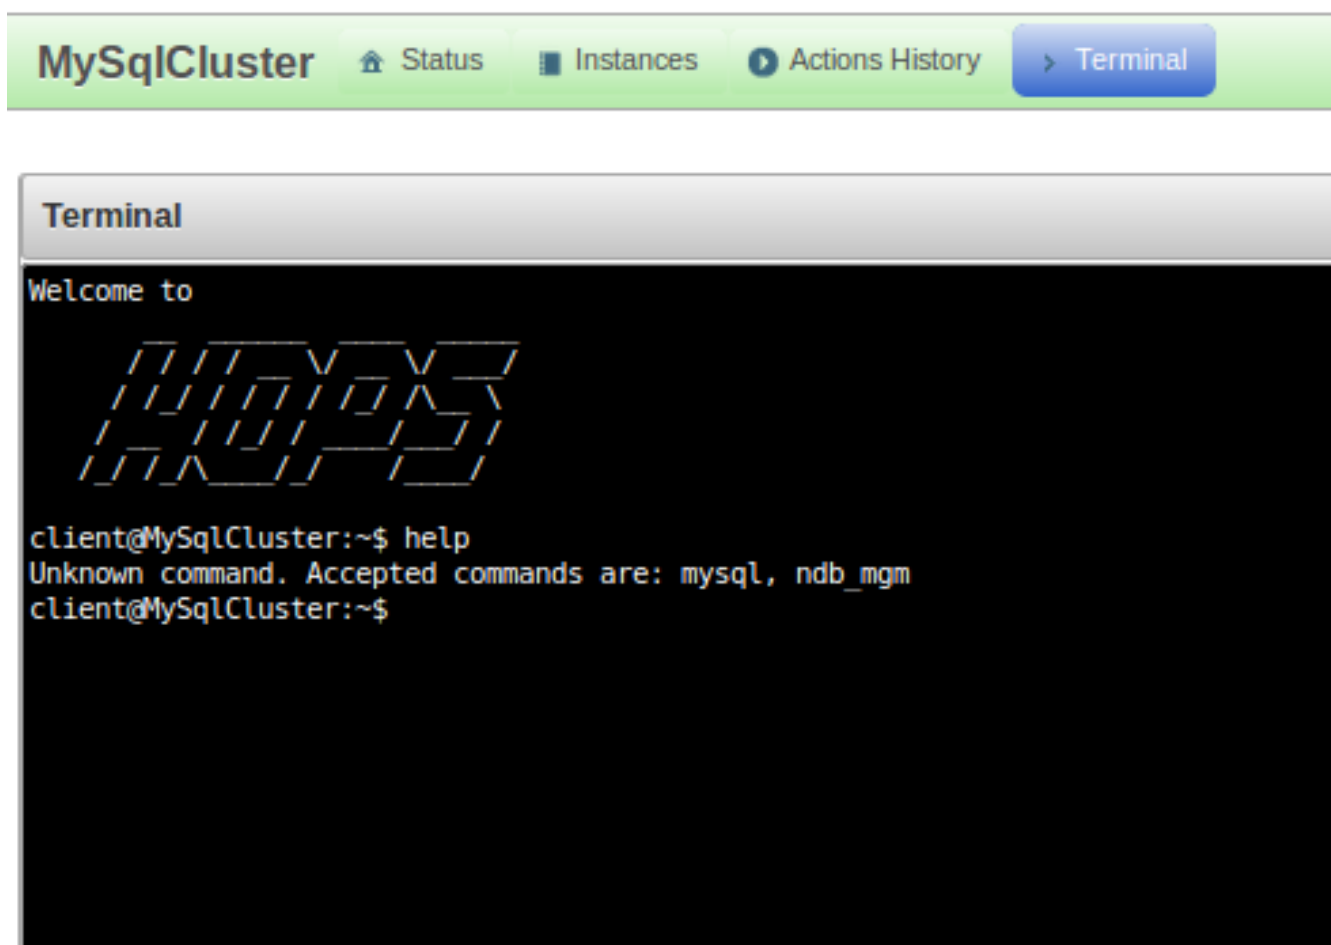 MySqlCluster Status Instances Actions History Terminal
Terminal
Welcome to
HOPS
client@MySqlCluster:~$ help
Unknown command. Accepted commands are: mysql, ndb_mgm
client@MySqlCluster:~$